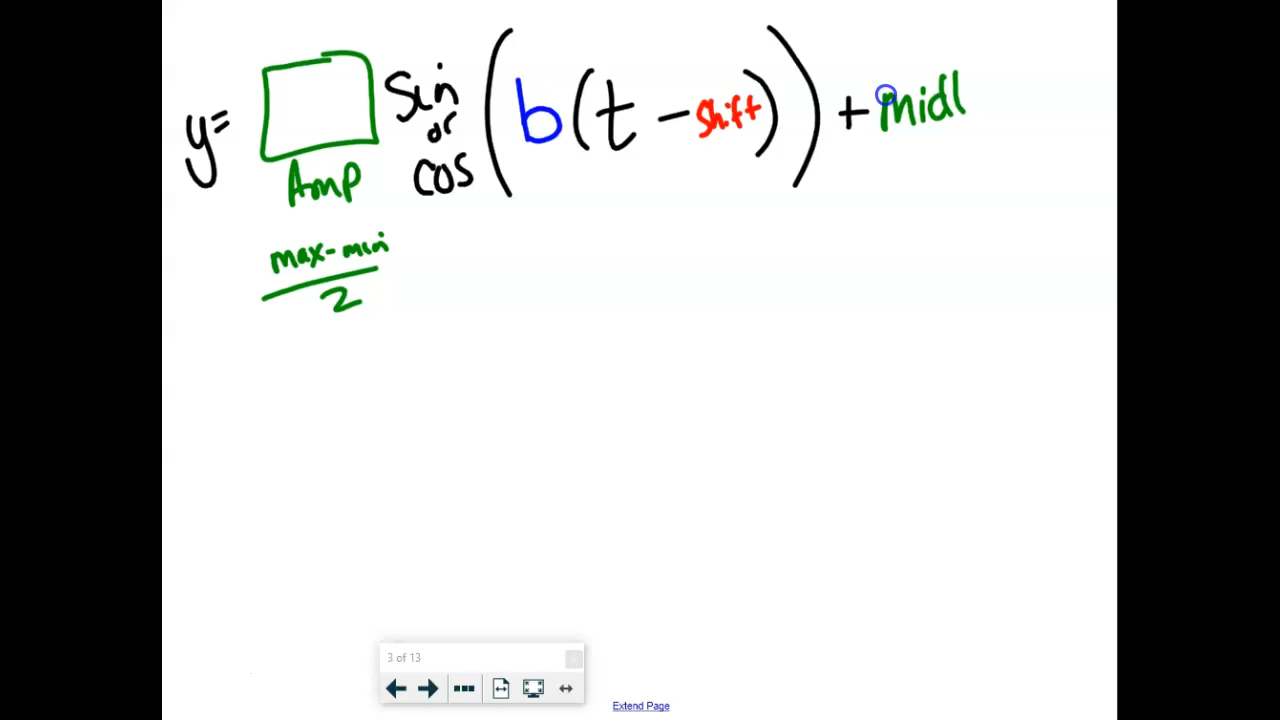 y= sin or cos (b(t - shift)) + midl
Amp
max-min
2
3 of 13
Extend Page